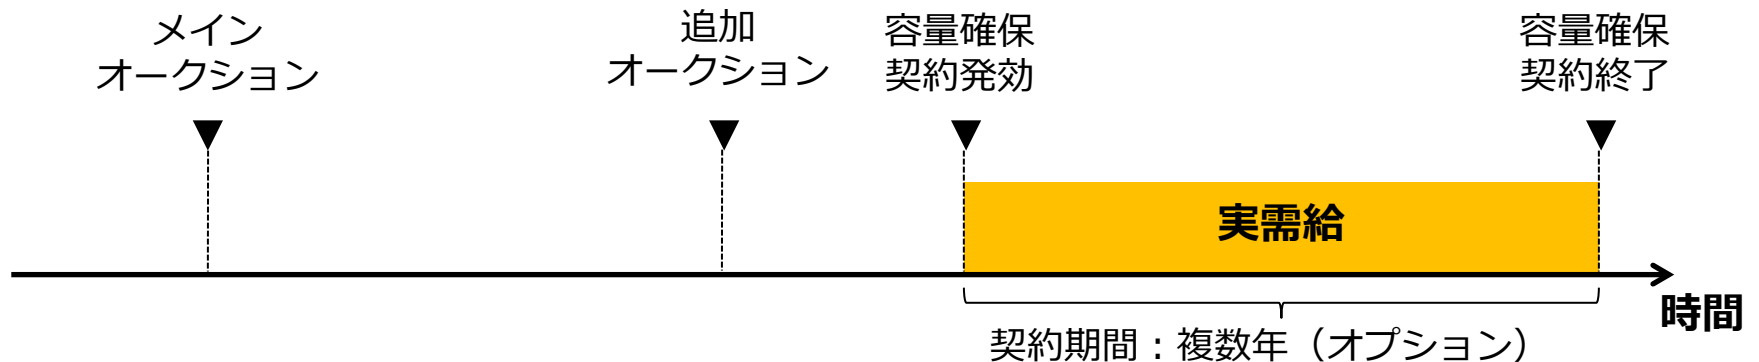 メイン
オークション
追加
オークション
容量確保
契約発効
容量確保
契約終了
実需給
時間
契約期間：複数年（オプション）